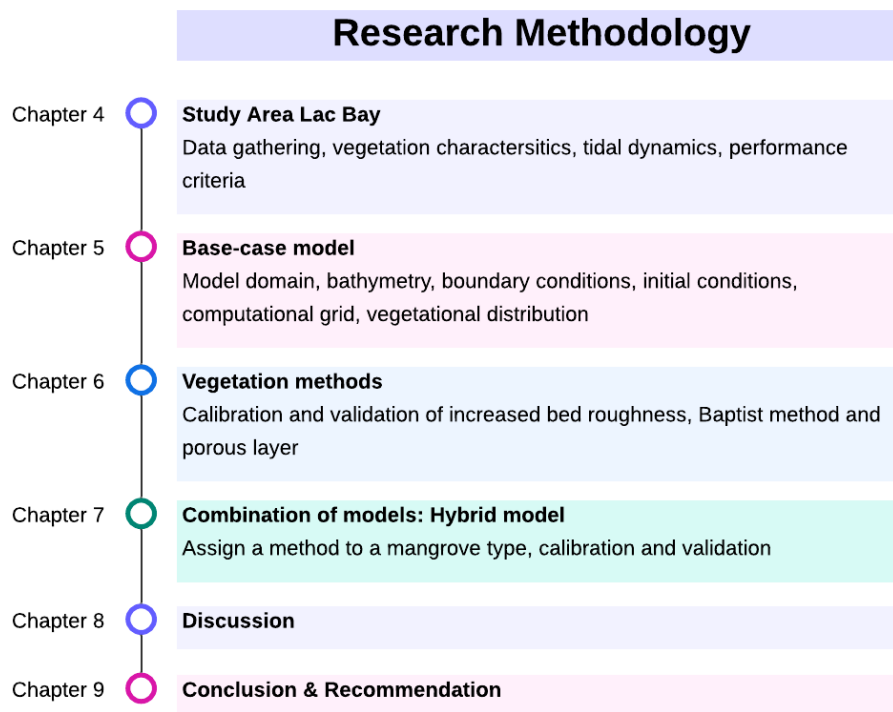 Research Methodology
Chapter 4
Study Area Lac Bay
Data gathering, vegetation charactersitics, tidal dynamics, performance
criteria
Chapter 5
Base-case model
Model domain, bathymetry, boundary conditions, initial conditions,
computational grid, vegetational distribution
Chapter 6
Vegetation methods
Calibration and validation of increased bed roughness, Baptist method and
porous layer
Chapter 7
Combination of models: Hybrid model
Assign a method to a mangrove type, calibration and validation
Chapter 8
Discussion
Chapter 9
Conclusion & Recommendation